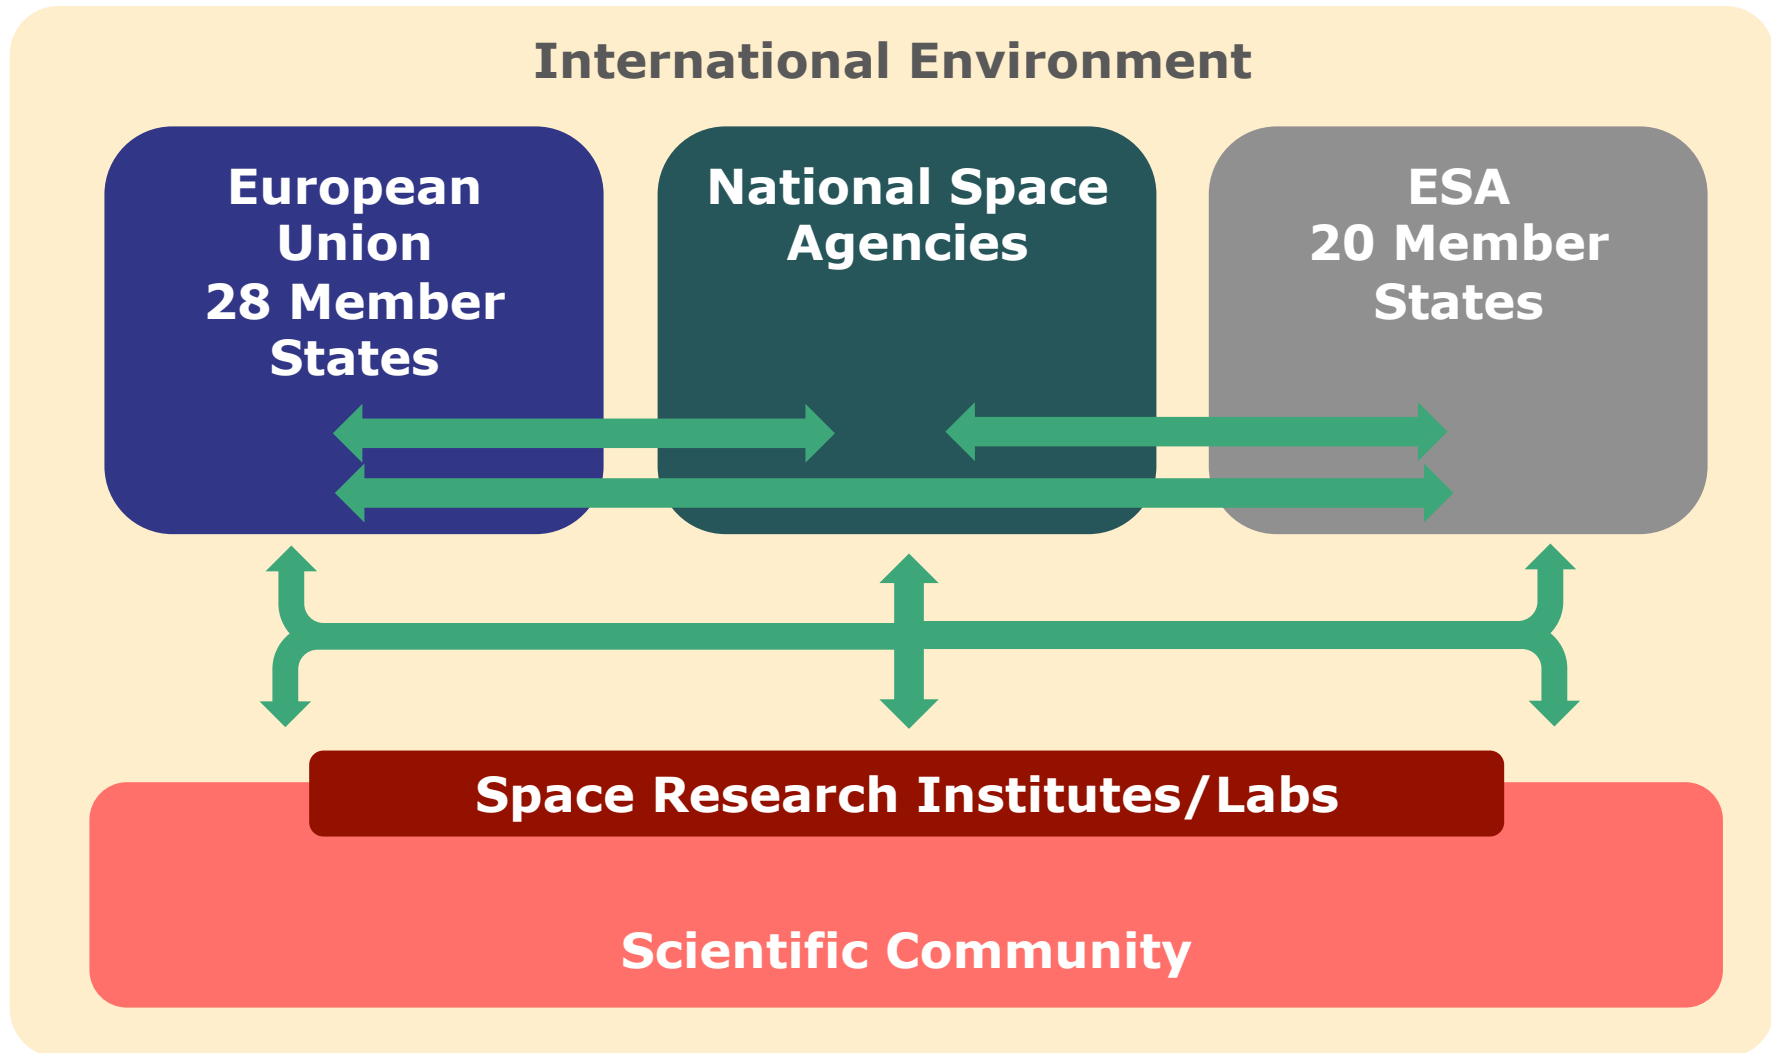 International Environment
European
Union
28 Member
States
National Space
Agencies
ESA
20 Member
States
Space Research Institutes/Labs
Scientific Community